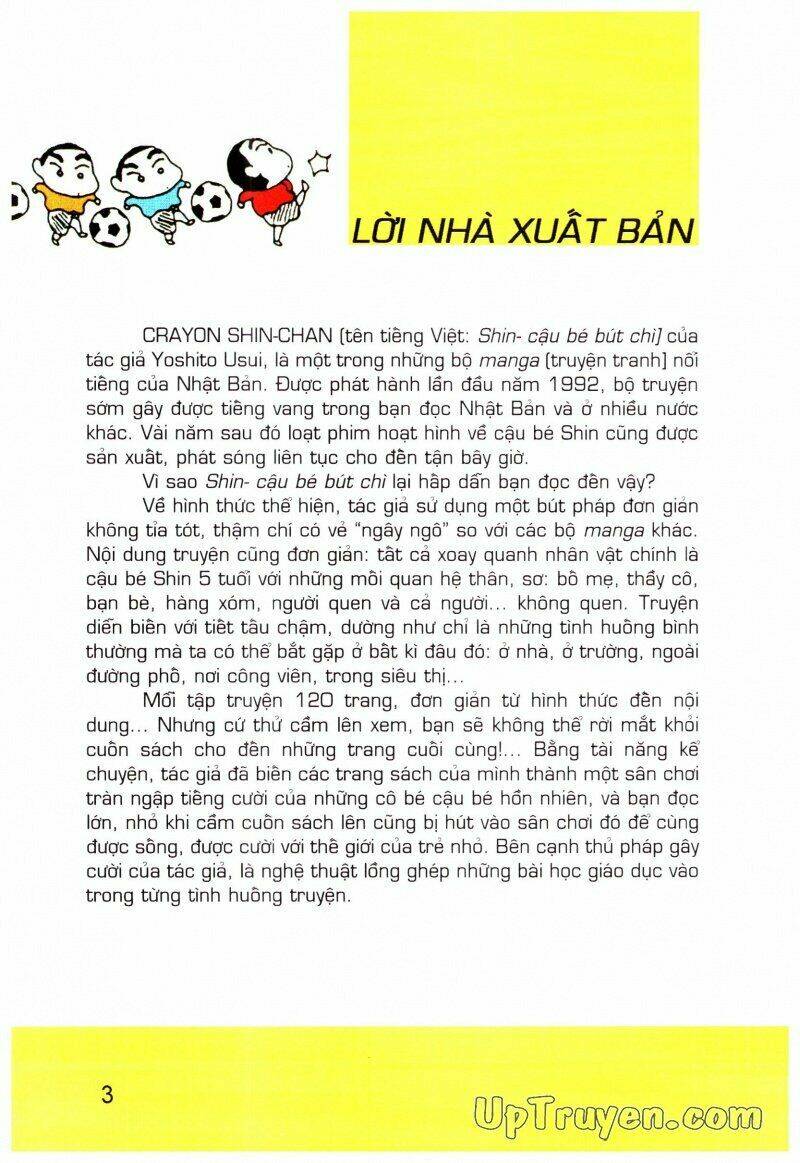 LỜI NHÀ XUẤT BẢN
CRAYON SHIN-CHAN (tên tiếng Việt: Shin- cậu bé bút chì) của
tác giả Yoshito Usui, là một trong những bộ manga (truyện tranh) nổi
tiếng của Nhật Bản. Được phát hành lần đầu năm 1992, bộ truyện
sớm gây được tiếng vang trong bạn đọc Nhật Bản và ở nhiều nước
khác. Vài năm sau đó loạt phim hoạt hình về cậu bé Shin cũng được
sản xuất, phát sóng liên tục cho đến tận bây giờ.
Vì sao Shin- cậu bé bút chì lại hấp dẫn bạn đọc đến vậy?
Về hình thức thể hiện, tác giả sử dụng một bút pháp đơn giản
không tỉa tót, thậm chí có vẻ “ngây ngô” so với các bộ manga khác.
Nội dung truyện cũng đơn giản: tất cả xoay quanh nhân vật chính là
cậu bé Shin 5 tuổi với những mối quan hệ thân, sơ: bố mẹ, thầy cô,
bạn bè, hàng xóm, người quen và cả người... không quen. Truyện
diễn biến với tiết tấu chậm, dường như chỉ là những tình huống bình
thường mà ta có thể bắt gặp ở bất kì đâu đó: ở nhà, ở trường, ngoài
đường phố, nơi công viên, trong siêu thị...
Mỗi tập truyện 120 trang, đơn giản từ hình thức đến nội
dung... Nhưng cứ thử cầm lên xem, bạn sẽ không thể rời mắt khỏi
cuốn sách cho đến những trang cuối cùng!... Bằng tài năng kể
chuyện, tác giả đã biến các trang sách của mình thành một sân chơi
tràn ngập tiếng cười của những cô bé cậu bé hồn nhiên, và bạn đọc
lớn, nhỏ khi cầm cuốn sách lên cũng bị hút vào sân chơi đó để cùng
được sống, được cười với thế giới của trẻ nhỏ. Bên cạnh thủ pháp gây
cười của tác giả, là nghệ thuật lồng ghép những bài học giáo dục vào
trong từng tình huống truyện.
3
UpTruyen.com